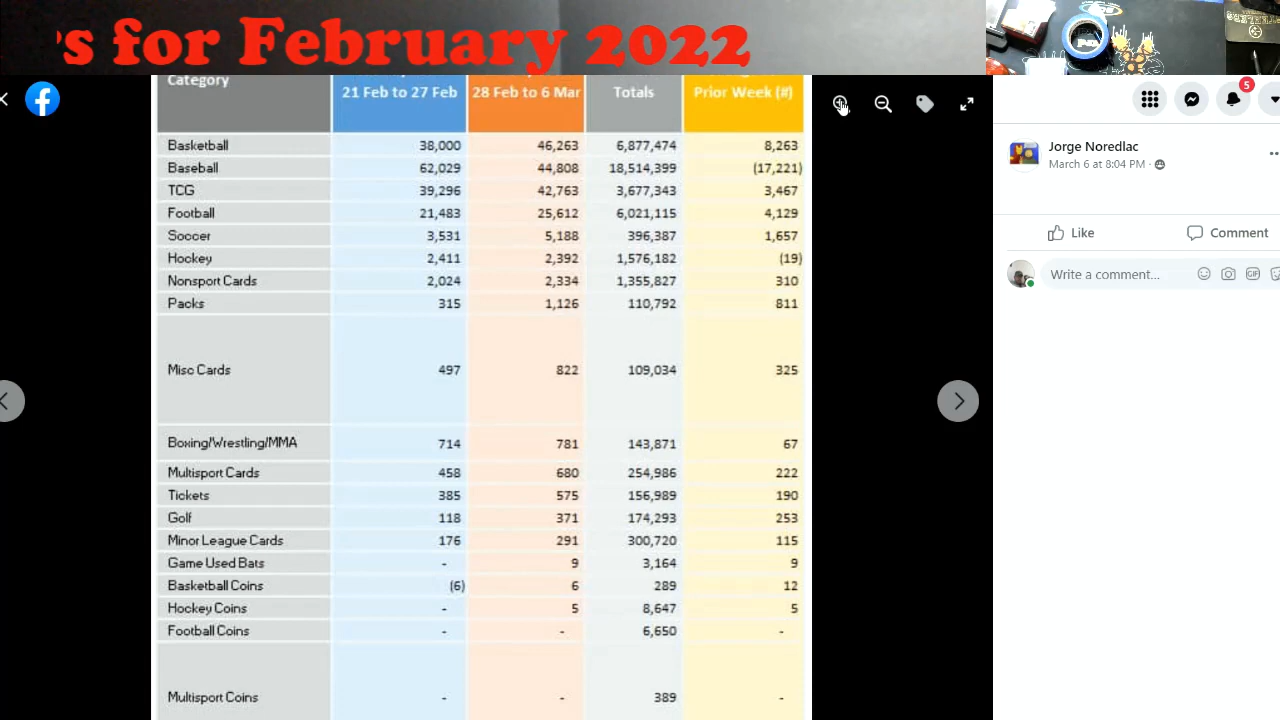 's for February 2022
Category 21 Feb to 27 Feb 28 Feb to 6 Mar Totals Prior Week (#)
Basketball 38,000 46,263 6,877,474 8,263
Baseball 62,029 44,808 18,514,399 (17,221)
TCG 39,296 42,763 3,677,343 3,467
Football 21,483 25,612 6,021,115 4,129
Soccer 3,531 5,188 396,387 1,657
Hockey 2,411 2,392 1,576,182 (19)
Nonsport Cards 2,024 2,334 1,355,827 310
Packs 315 1,126 110,792 811
Misc Cards 497 822 109,034 325
Boxing/Wrestling/MMA 714 781 143,871 67
Multisport Cards 458 680 254,986 222
Tickets 385 575 156,989 190
Golf 118 371 174,293 253
Minor League Cards 176 291 300,720 115
Game Used Bats - 9 3,164 9
Basketball Coins (6) 6 289 12
Hockey Coins - 5 8,647 5
Football Coins - - 6,650 -
Multisport Coins - - 389 -
5
Jorge Noredlac
March 6 at 8:04 PM ·
Like Comment
Write a comment...
GIF